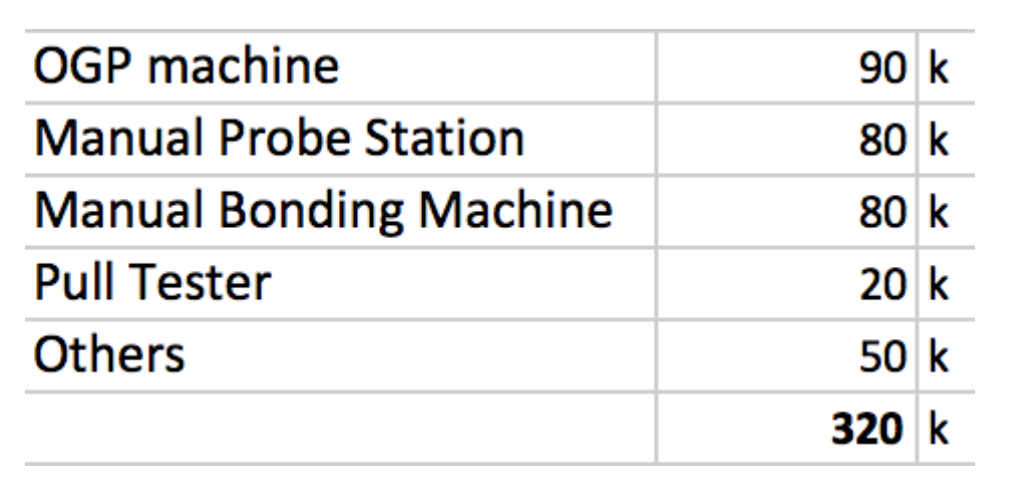 OGP machine 90 k
Manual Probe Station 80 k
Manual Bonding Machine 80 k
Pull Tester 20 k
Others 50 k
320 k